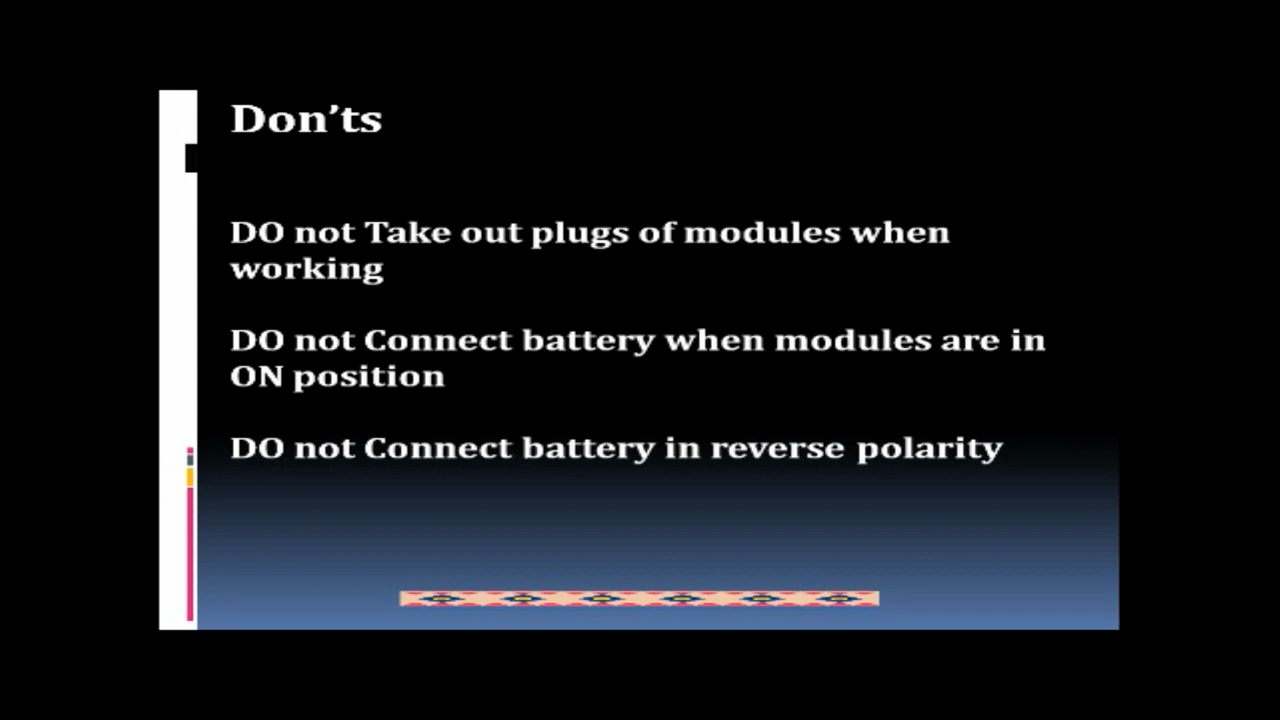 Don’ts
DO not Take out plugs of modules when
working
DO not Connect battery when modules are in
ON position
DO not Connect battery in reverse polarity